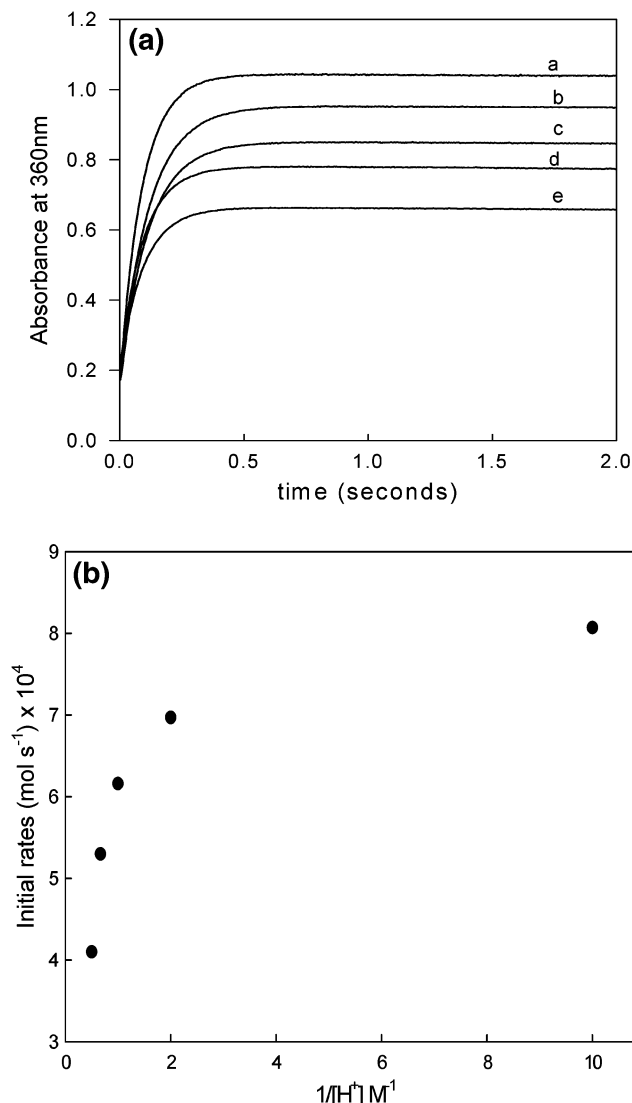 (a)
1.2
1.0
0.8
0.6
0.4
0.2
0.0
Absorbance at 360nm
a
b
c
d
e
0.0 0.5 1.0 1.5 2.0
time (seconds)
(b)
9
8
7
6
5
4
3
Initial rates (mol s⁻¹) x 10⁴
0 2 4 6 8 10
1/[H⁺] M⁻¹